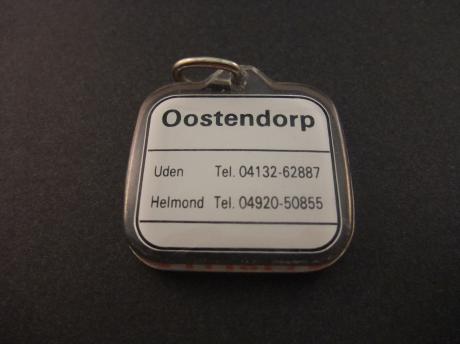 Oostendorp
Uden Tel. 04132-62887
Helmond Tel. 04920-50855